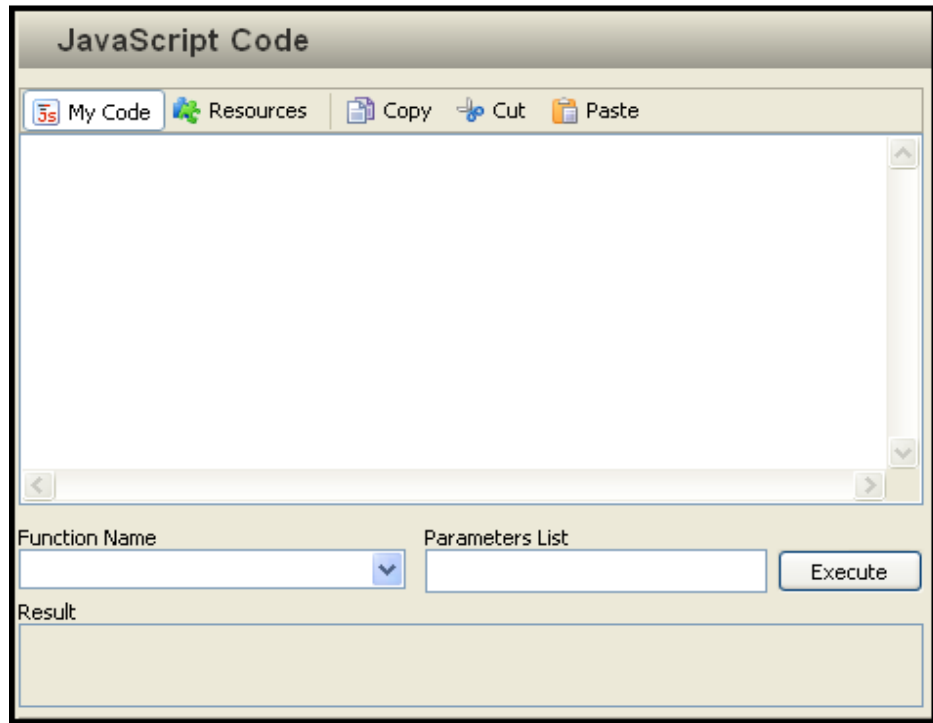 JavaScript Code
My Code Resources Copy Cut Paste
Function Name Parameters List
Execute
Result